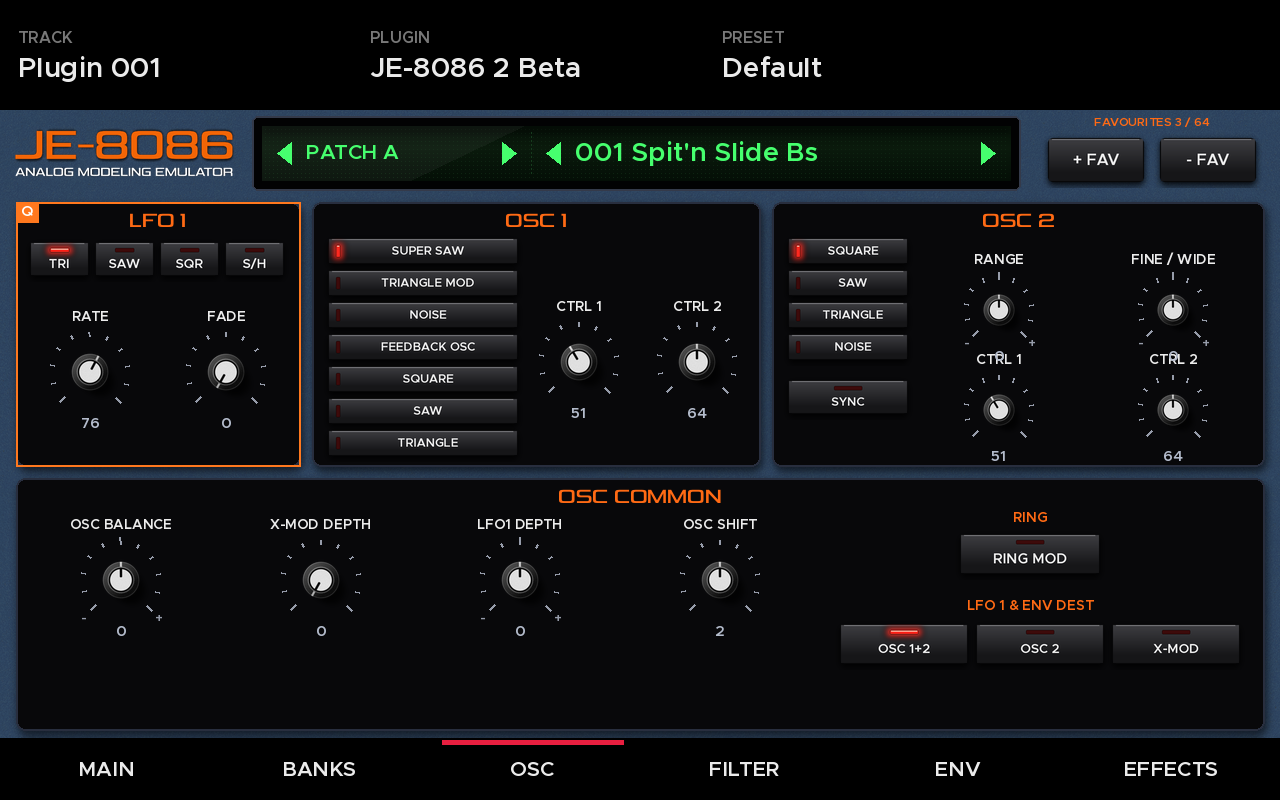 TRACK
Plugin 001
PLUGIN
JE-8086 2 Beta
PRESET
Default
JE-8086
ANALOG MODELING EMULATOR
PATCH A
001 Spit'n Slide Bs
FAVOURITES 3 / 64
+ FAV
- FAV
Q
LFO 1
TRI
SAW
SQR
S/H
RATE
FADE
76
0
OSC 1
SUPER SAW
TRIANGLE MOD
NOISE
FEEDBACK OSC
SQUARE
SAW
TRIANGLE
CTRL 1
CTRL 2
51
64
OSC 2
SQUARE
SAW
TRIANGLE
NOISE
SYNC
RANGE
FINE / WIDE
- +
- +
0
0
CTRL 1
CTRL 2
51
64
OSC COMMON
OSC BALANCE
X-MOD DEPTH
LFO1 DEPTH
OSC SHIFT
- +
- +
0
0
0
2
RING
RING MOD
LFO 1 & ENV DEST
OSC 1+2
OSC 2
X-MOD
MAIN
BANKS
OSC
FILTER
ENV
EFFECTS